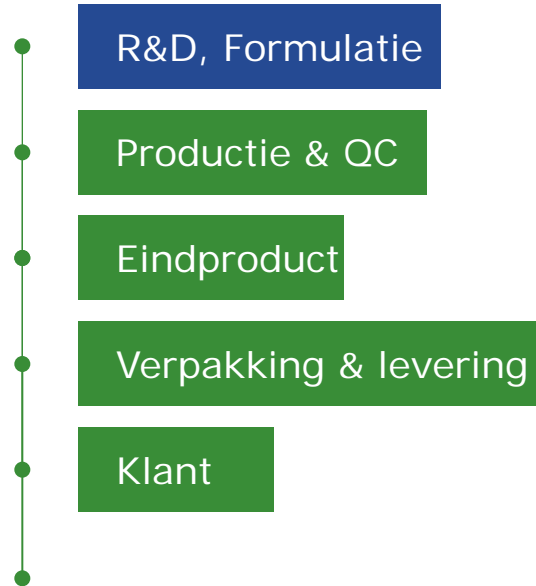 R&D, Formulatie
Productie & QC
Eindproduct
Verpakking & levering
Klant